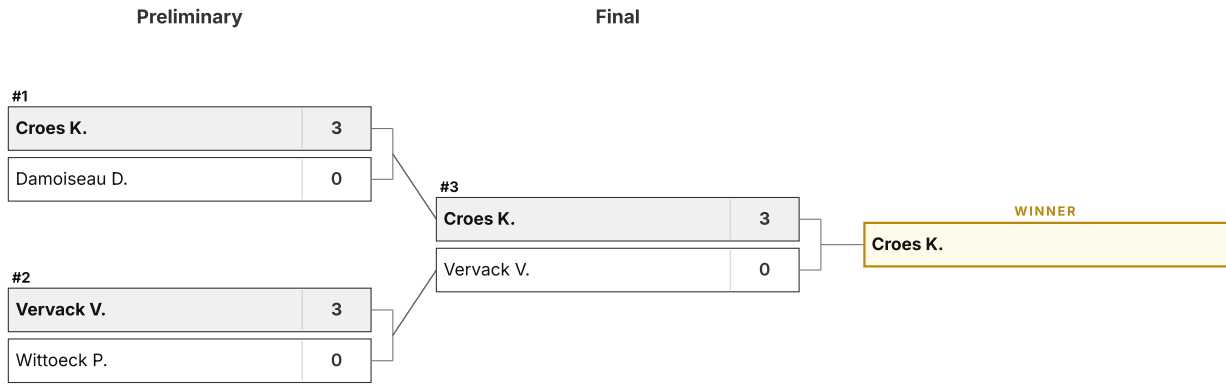 Preliminary
Final
#1
Croes K. 3
Damoiseau D. 0
#3
Croes K. 3
Vervack V. 0
WINNER
Croes K.
#2
Vervack V. 3
Wittoeck P. 0